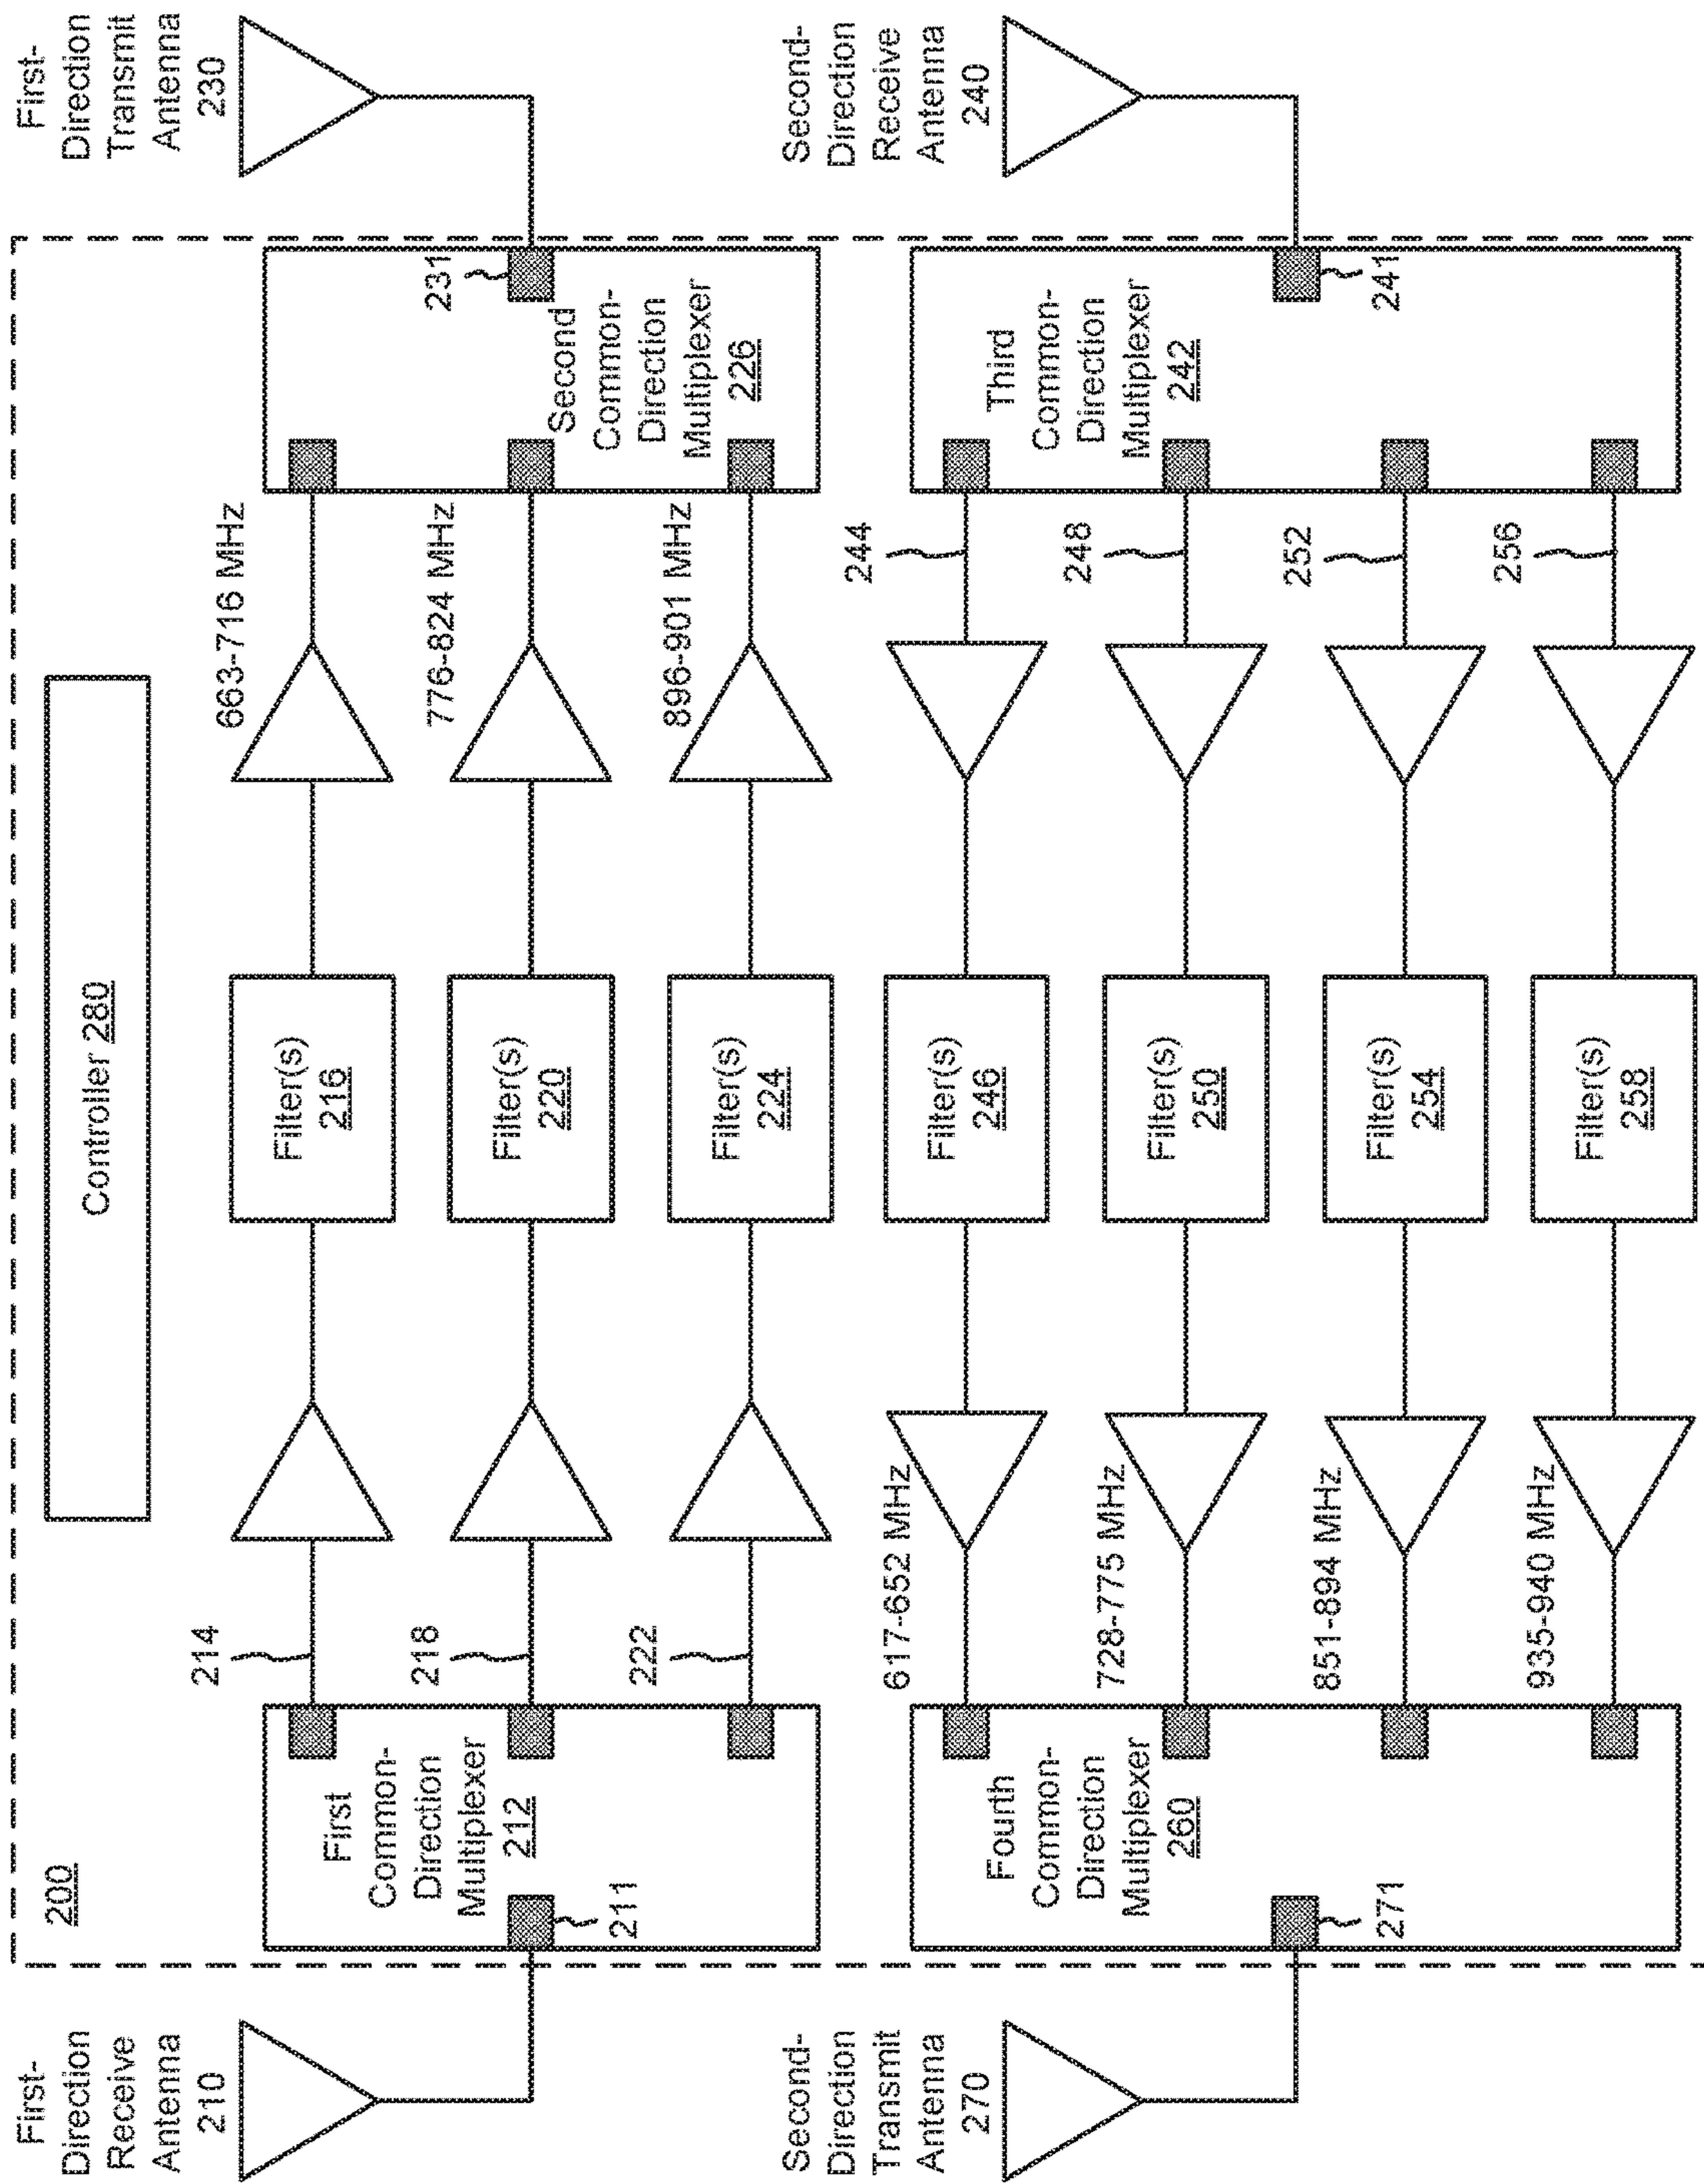 200
Controller 280
First-
Direction
Receive
Antenna
210
First
Common-
Direction
Multiplexer
212
211
214
218
222
Filter(s)
216
Filter(s)
220
Filter(s)
224
663-716 MHz
776-824 MHz
896-901 MHz
231
Second
Common-
Direction
Multiplexer
226
First-
Direction
Transmit
Antenna
230
Second-
Direction
Transmit
Antenna
270
Fourth
Common-
Direction
Multiplexer
260
271
617-652 MHz
728-775 MHz
851-894 MHz
935-940 MHz
Filter(s)
246
Filter(s)
250
Filter(s)
254
Filter(s)
258
244
248
252
256
Third
Common-
Direction
Multiplexer
242
241
Second-
Direction
Receive
Antenna
240